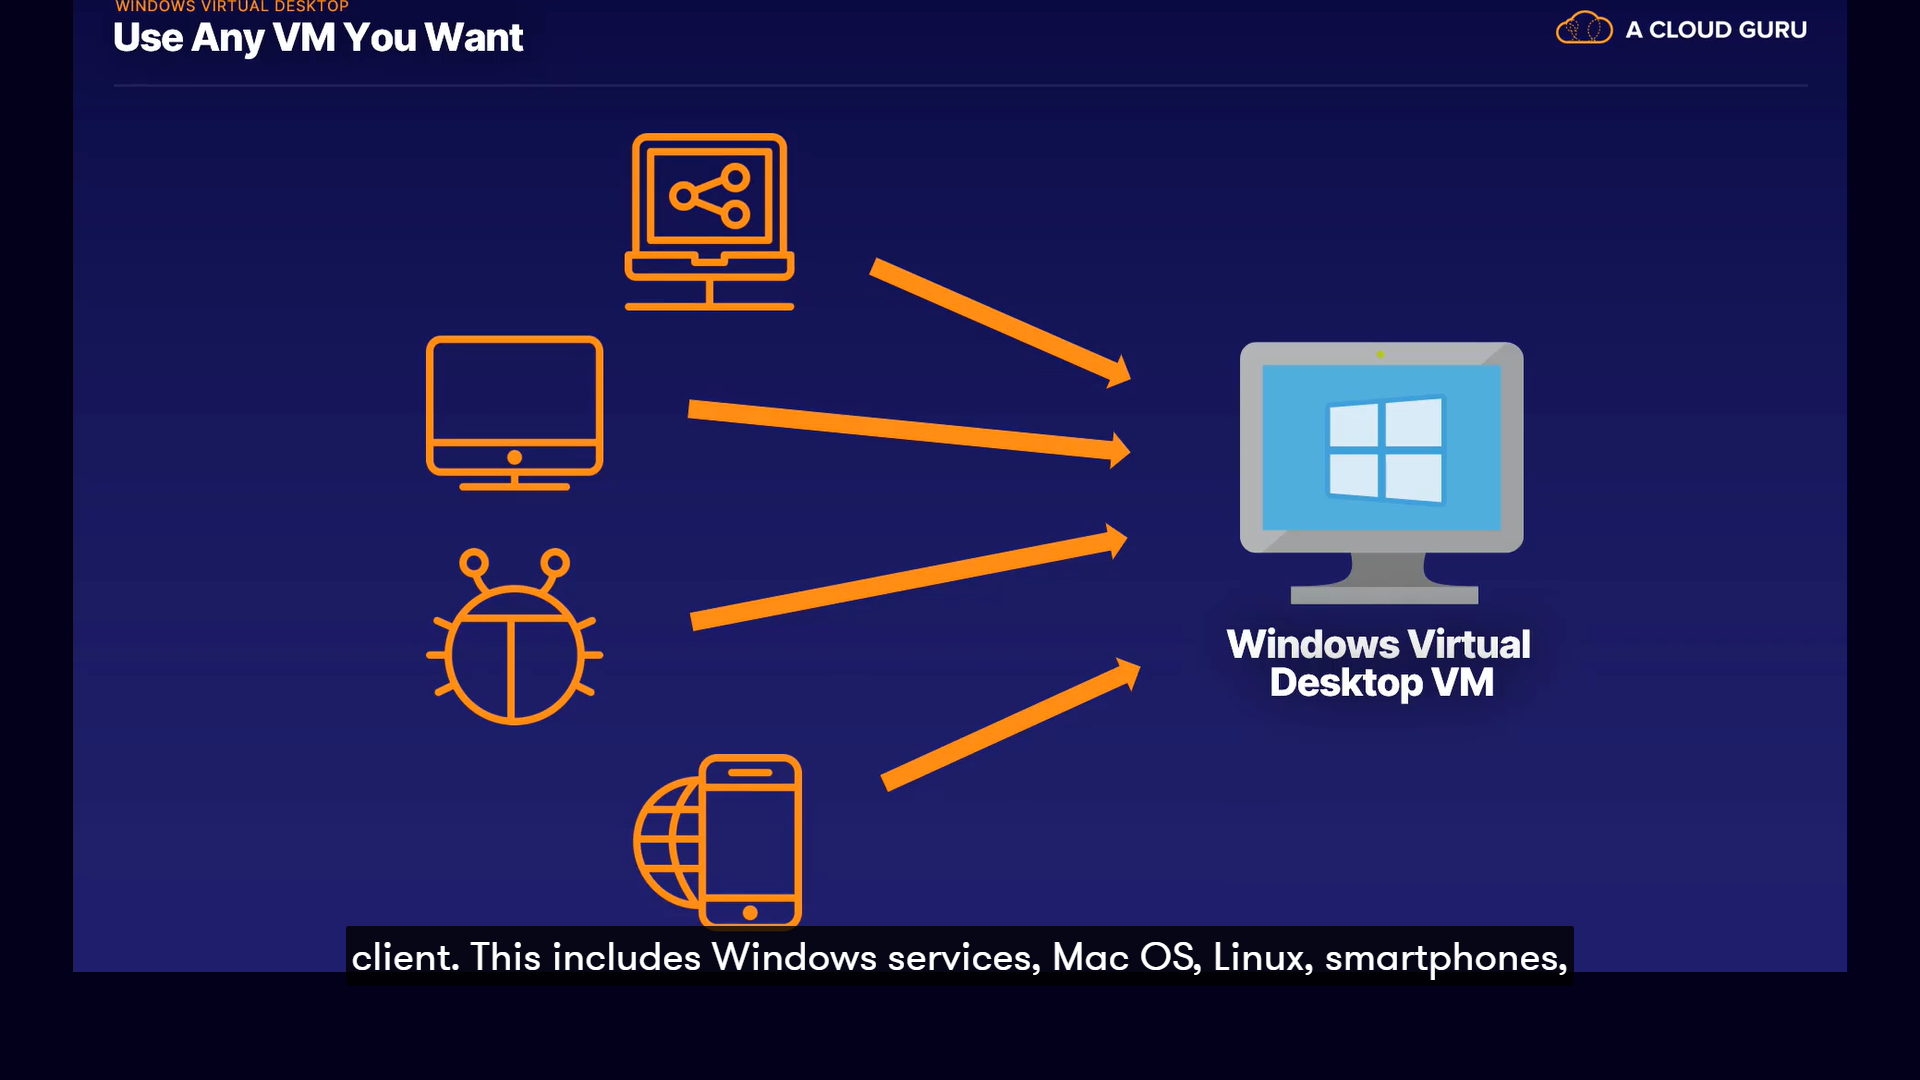 WINDOWS VIRTUAL DESKTOP
Use Any VM You Want
A CLOUD GURU
Windows Virtual
Desktop VM
client. This includes Windows services, Mac OS, Linux, smartphones,